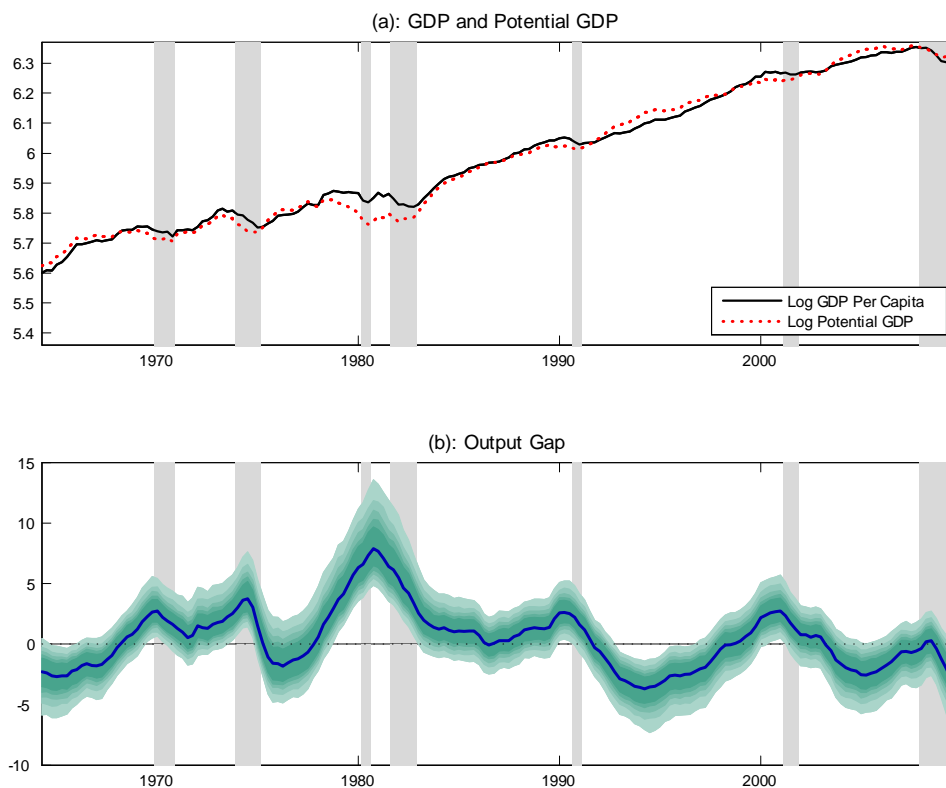 (a): GDP and Potential GDP
6.3
6.2
6.1
6
5.9
5.8
5.7
5.6
5.5
5.4
Log GDP Per Capita
Log Potential GDP
1970 1980 1990 2000
(b): Output Gap
15
10
5
0
-5
-10
1970 1980 1990 2000